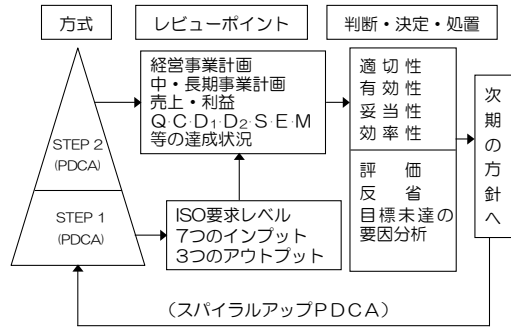 方式
レビューポイント
判断・決定・処置
STEP 2
(PDCA)
STEP 1
(PDCA)
経営事業計画
中・長期事業計画
売上・利益
Q・C・D1・D2・S・E・M
等の達成状況
ISO要求レベル
7つのインプット
3つのアウトプット
適切性
有効性
妥当性
効率性
評　価
反　省
目標未達の
要因分析
次期の方針へ
(スパイラルアップPDCA)